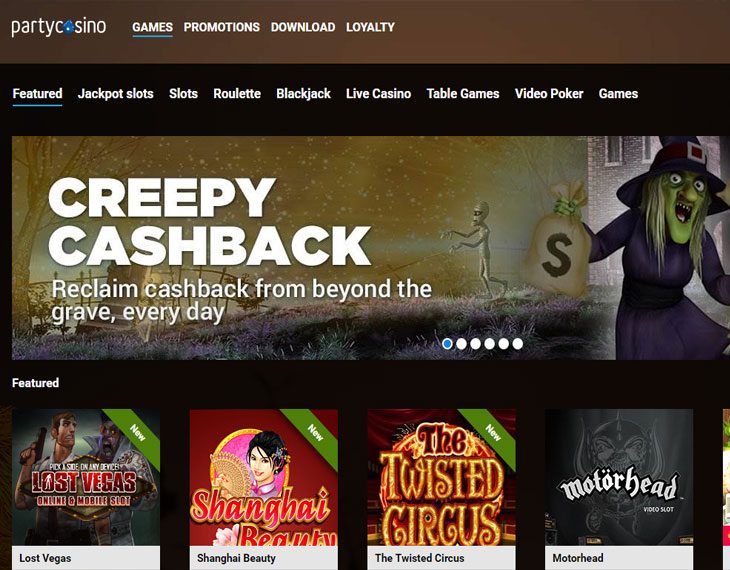 partycasino
GAMES PROMOTIONS DOWNLOAD LOYALTY
Featured Jackpot slots Slots Roulette Blackjack Live Casino Table Games Video Poker Games
CREEPY
CASHBACK
Reclaim cashback from beyond the
grave, every day
S
Featured
New
PICK A SIDE ON ANY DEVICE!
LOST VEGAS
ONLINE & MOBILE SLOT
Lost Vegas
New
Shanghai
Beauty
Shanghai Beauty
New
The
TWISTED
CIRCUS
The Twisted Circus
motörhead
VIDEO SLOT
Motorhead